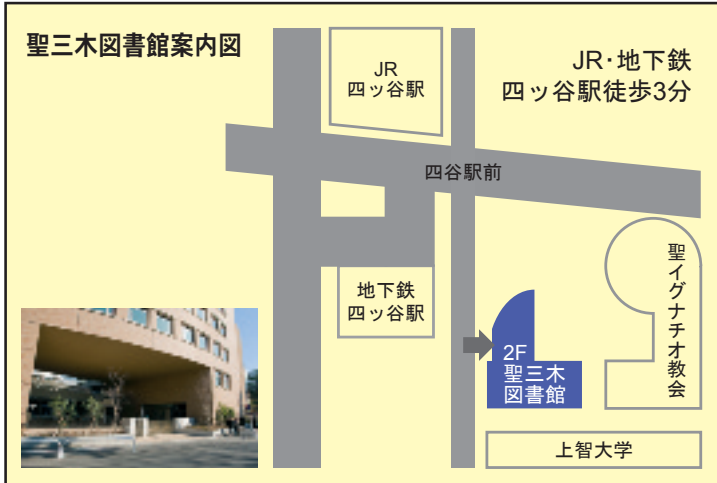 聖三木図書館案内図
JR
四ッ谷駅
JR・地下鉄
四ッ谷駅徒歩3分
四谷駅前
地下鉄
四ッ谷駅
2F
聖三木
図書館
聖イグナチオ教会
上智大学